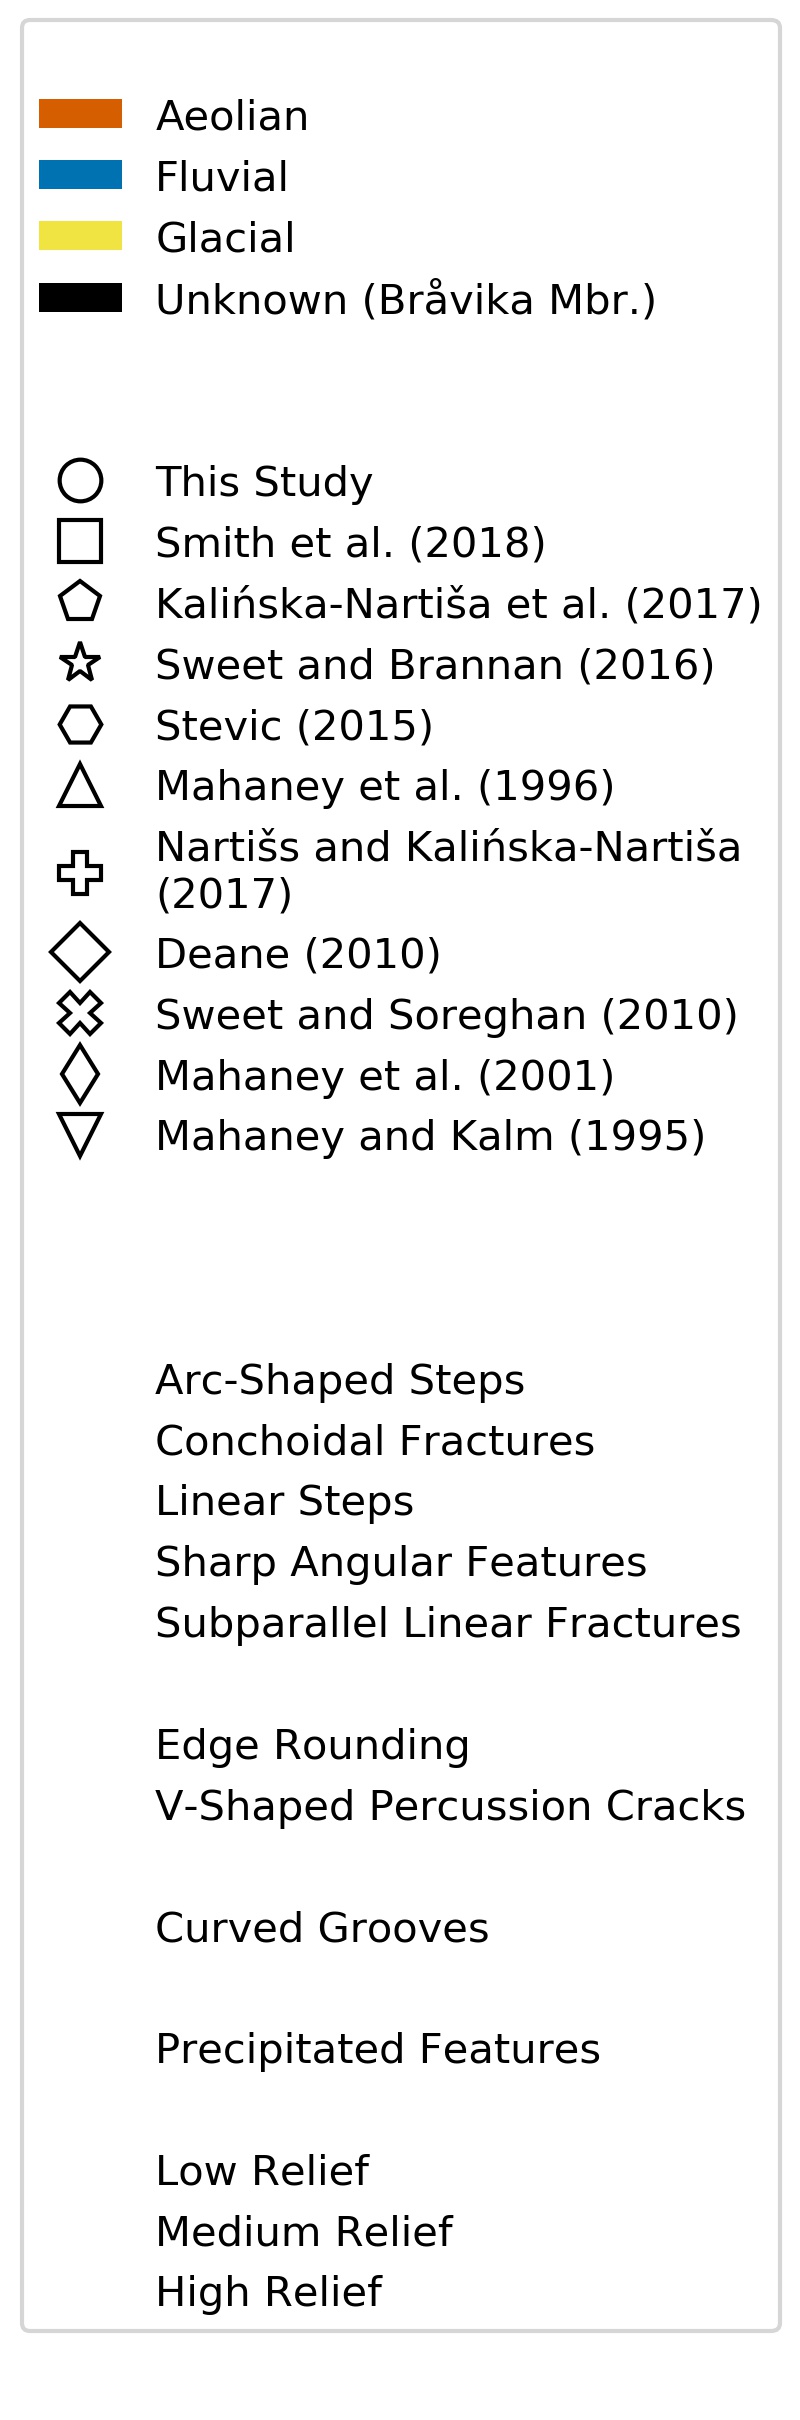 Aeolian
Fluvial
Glacial
Unknown (Bråvika Mbr.)
This Study
Smith et al. (2018)
Kalińska-Nartiša et al. (2017)
Sweet and Brannan (2016)
Stevic (2015)
Mahaney et al. (1996)
Nartišs and Kalińska-Nartiša
(2017)
Deane (2010)
Sweet and Soreghan (2010)
Mahaney et al. (2001)
Mahaney and Kalm (1995)
Arc-Shaped Steps
Conchoidal Fractures
Linear Steps
Sharp Angular Features
Subparallel Linear Fractures
Edge Rounding
V-Shaped Percussion Cracks
Curved Grooves
Precipitated Features
Low Relief
Medium Relief
High Relief